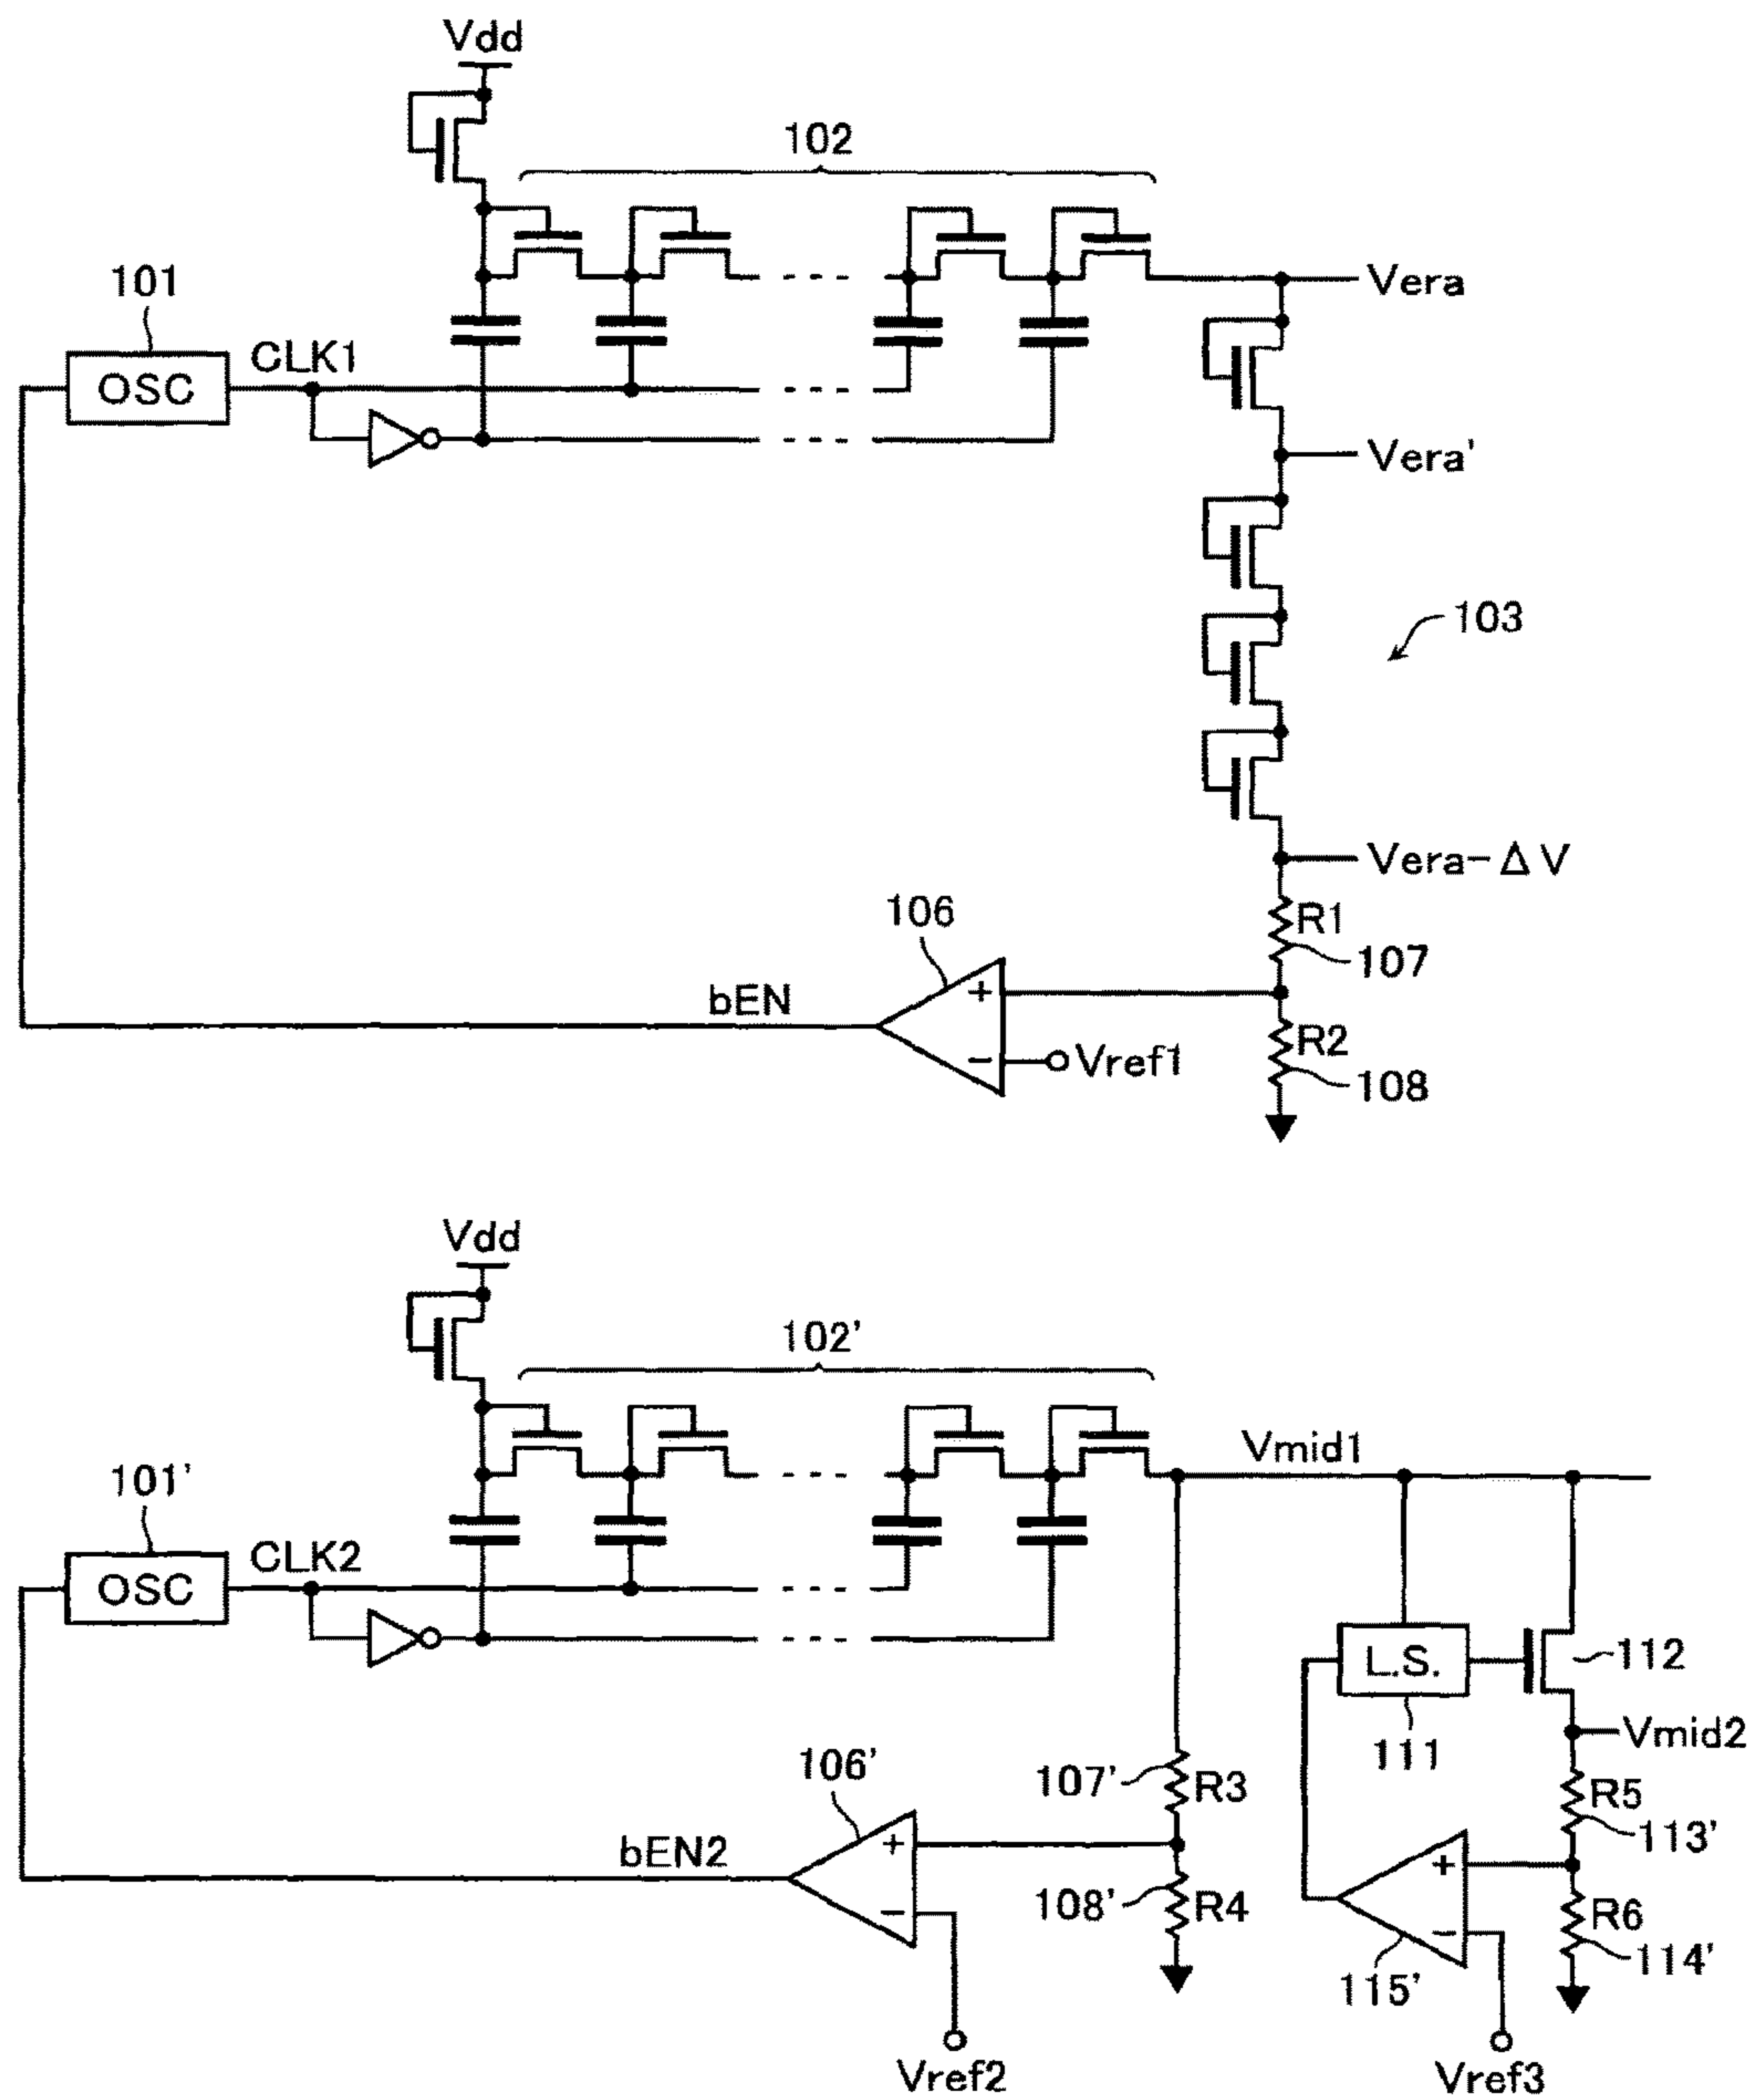 Vdd
102
101
Vera
CLK1
OSC
Vera'
103
Vera-ΔV
106
R1
107
bEN
+
R2
−
Vref1
108
Vdd
102'
Vmid1
101'
CLK2
OSC
L.S.
112
Vmid2
111
106'
107'
R3
R5
113'
bEN2
+
+
108'
R4
R6
−
−
114'
115'
Vref2
Vref3